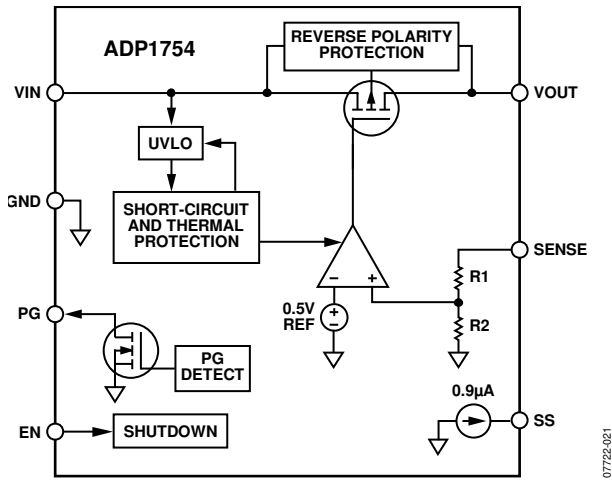 ADP1754
REVERSE POLARITY
PROTECTION
VIN
VOUT
UVLO
GND
SHORT-CIRCUIT
AND THERMAL
PROTECTION
SENSE
R1
PG
0.5V
REF
R2
PG
DETECT
0.9µA
EN
SHUTDOWN
SS
07722-021